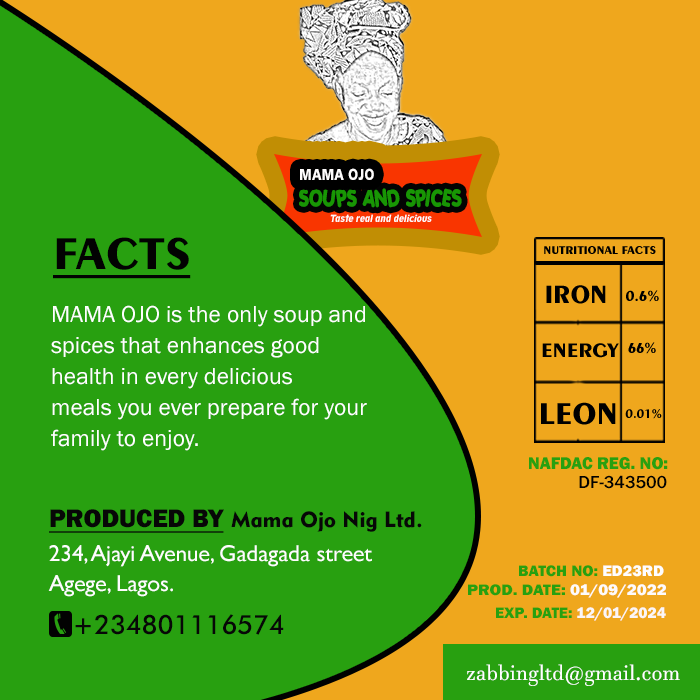 MAMA OJO
SOUPS AND SPICES
Taste real and delicious
FACTS
MAMA OJO is the only soup and
spices that enhances good
health in every delicious
meals you ever prepare for your
family to enjoy.
PRODUCED BY Mama Ojo Nig Ltd.
234, Ajayi Avenue, Gadagada street
Agege, Lagos.
+234801116574
NUTRITIONAL FACTS
IRON 0.6%
ENERGY 66%
LEON 0.01%
NAFDAC REG. NO:
DF-343500
BATCH NO: ED23RD
PROD. DATE: 01/09/2022
EXP. DATE: 12/01/2024
zabbingltd@gmail.com